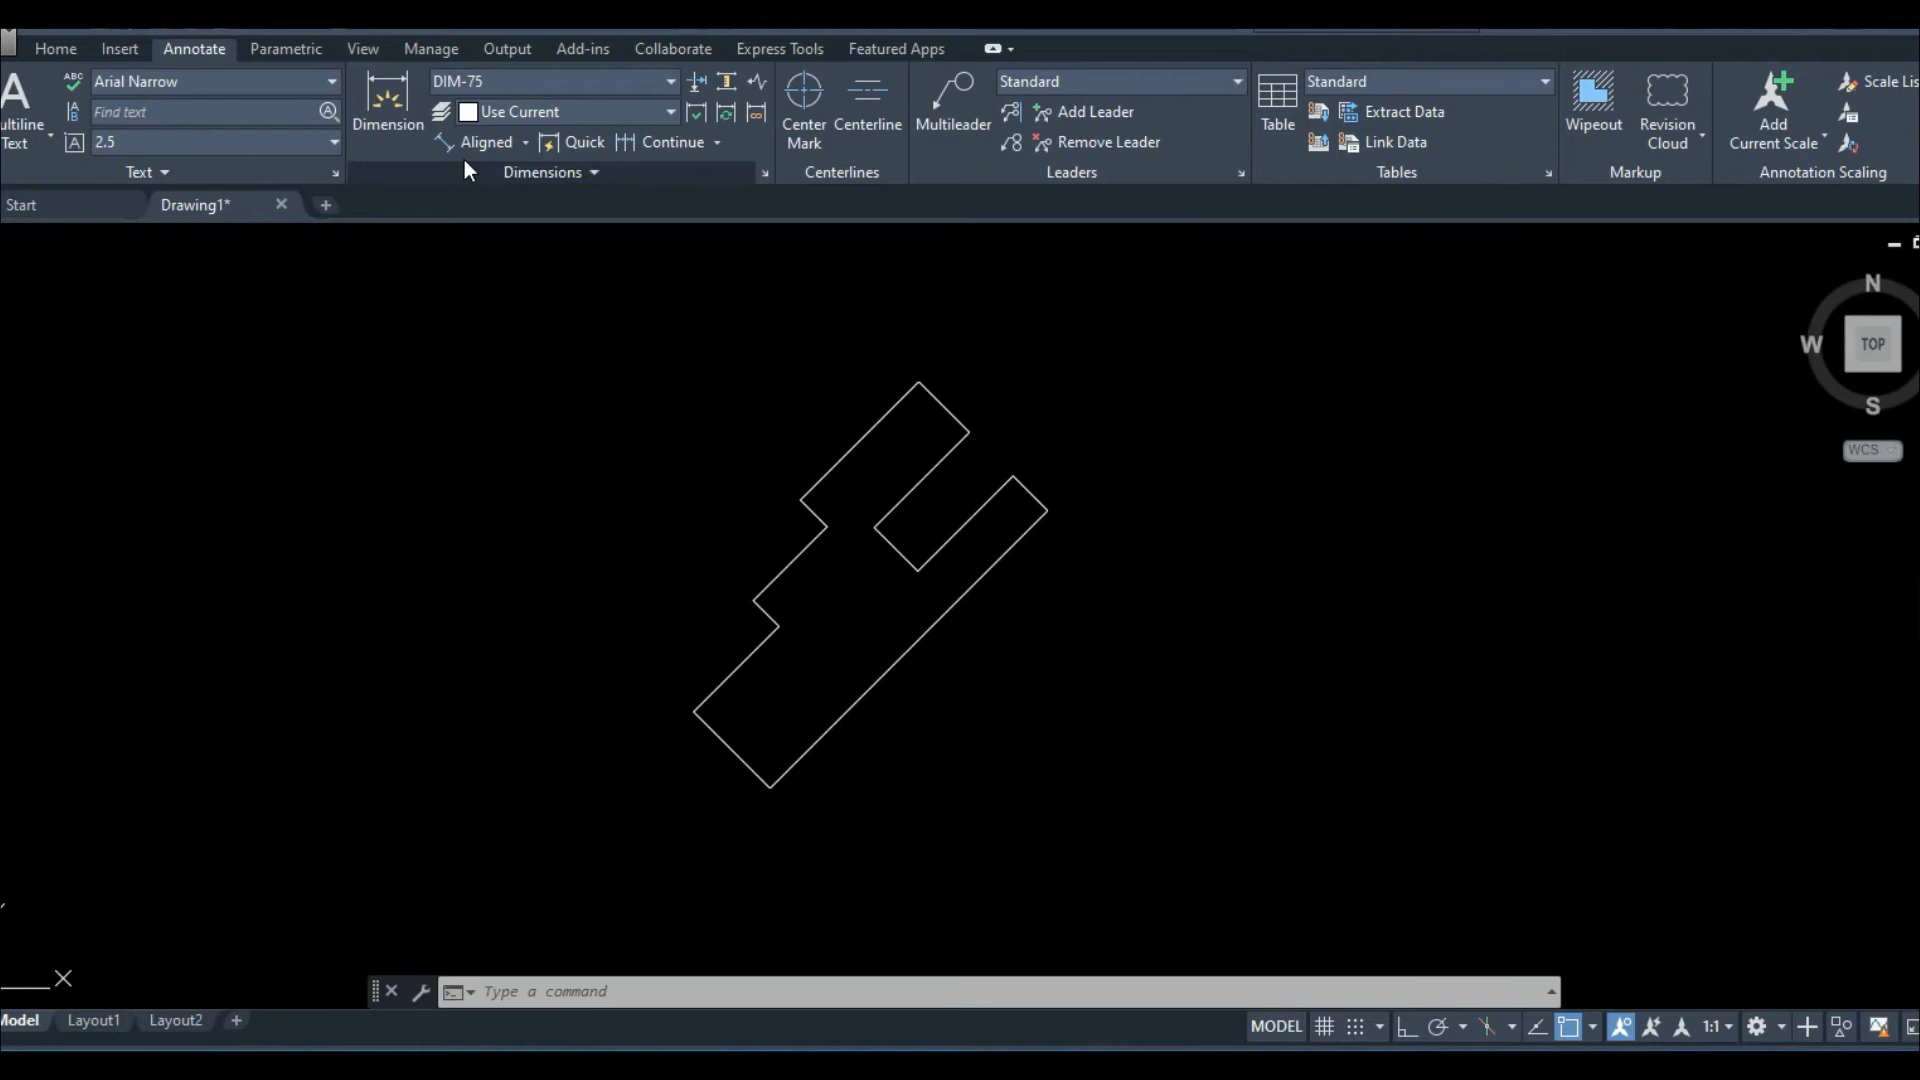 Home Insert Annotate Parametric View Manage Output Add-ins Collaborate Express Tools Featured Apps
A ABC Arial Narrow
Find text
ultiline
Text
2.5
Text
Dimension
DIM-75
Use Current
Aligned Quick Continue
Dimensions
Center
Mark
Centerline
Centerlines
Multileader
Standard
Add Leader
Remove Leader
Leaders
Table
Standard
Extract Data
Link Data
Tables
Wipeout
Revision
Cloud
Markup
Add
Current Scale
Scale Lis
Annotation Scaling
Start Drawing1*
N
W TOP
S
WCS
X
Type a command
Model Layout1 Layout2
MODEL 1:1